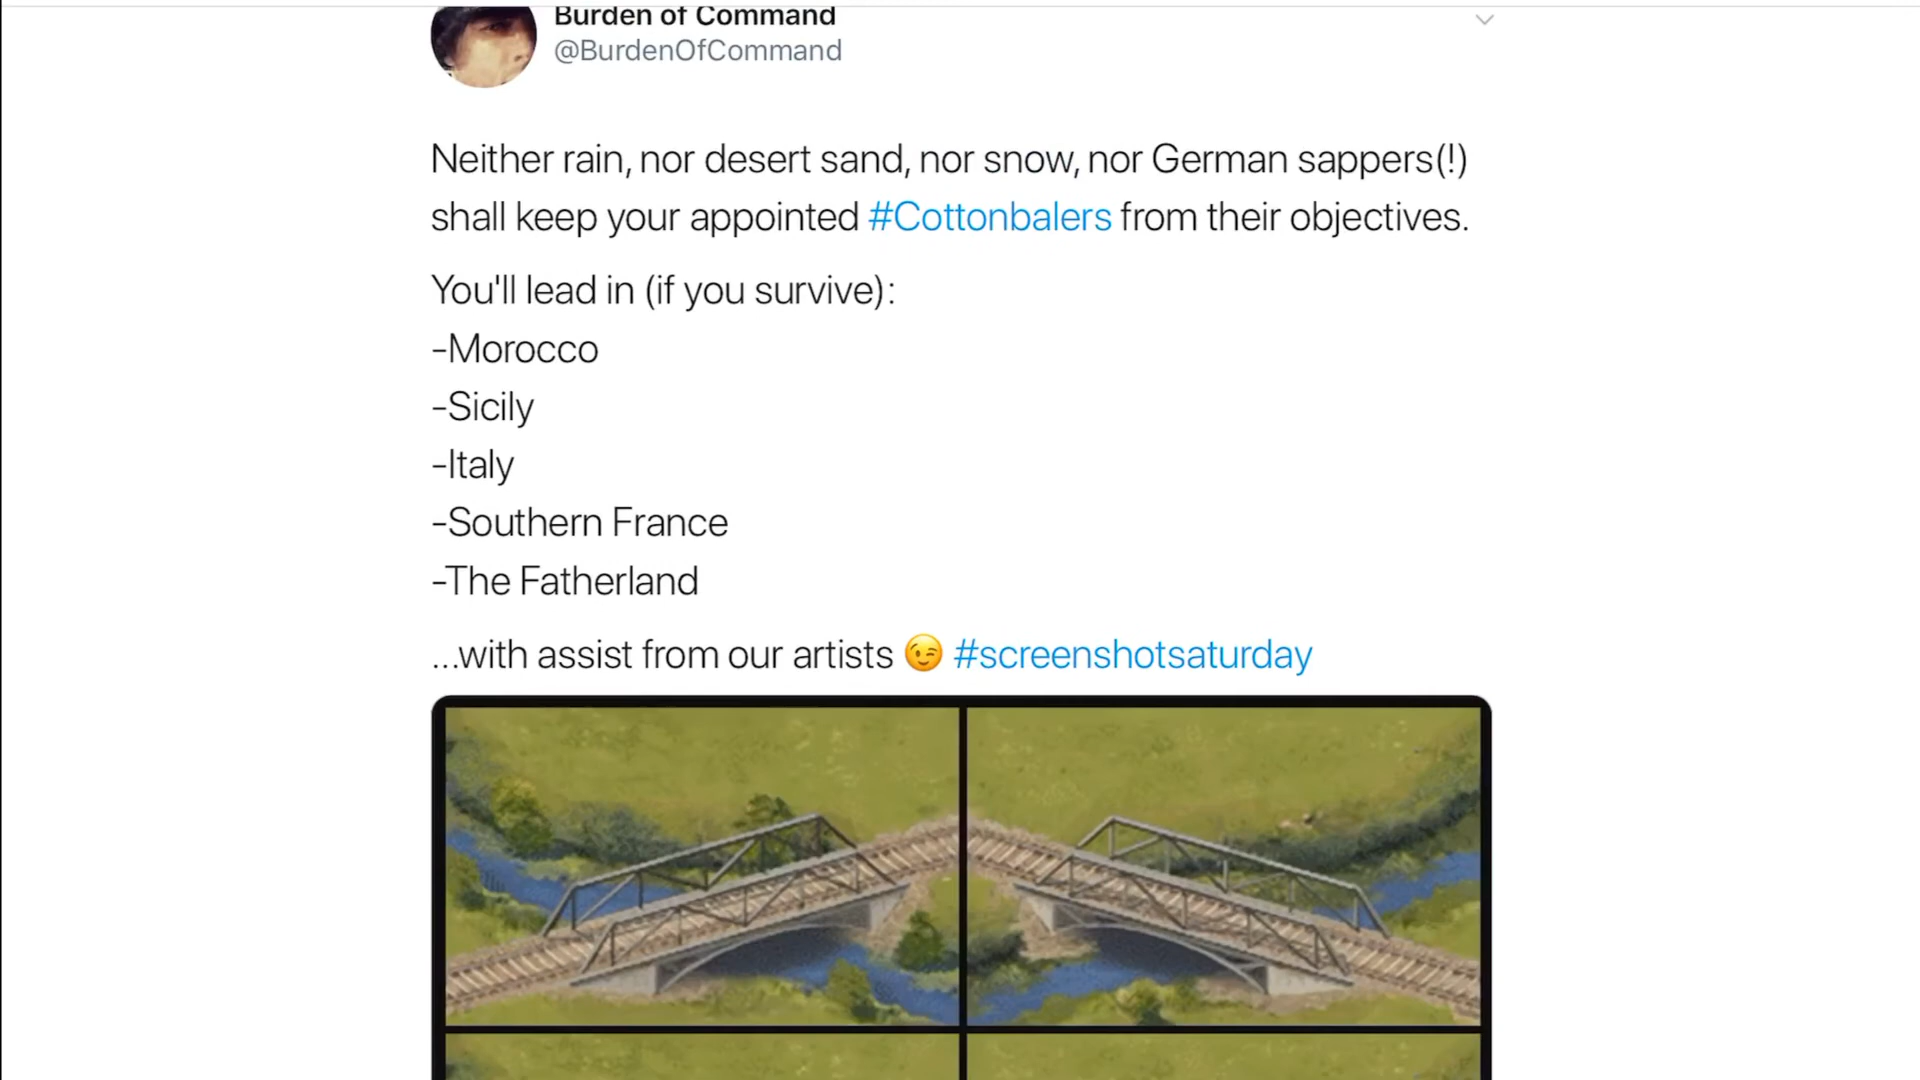 Burden of Command
@BurdenOfCommand
Neither rain, nor desert sand, nor snow, nor German sappers(!)
shall keep your appointed #Cottonbalers from their objectives.
You'll lead in (if you survive):
-Morocco
-Sicily
-Italy
-Southern France
-The Fatherland
...with assist from our artists 😉 #screenshotsaturday